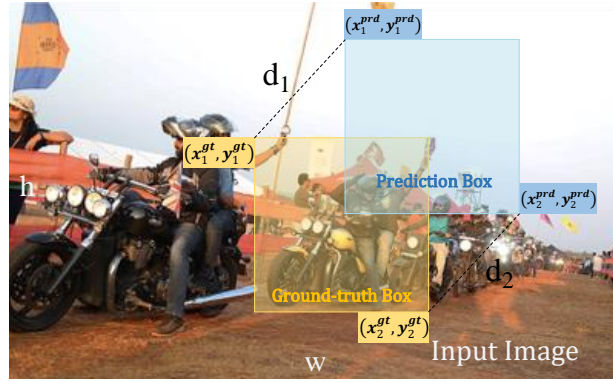 (x₁ᵖʳᵈ, y₁ᵖʳᵈ)
d₁
(x₁ᵍᵗ, y₁ᵍᵗ)
h
Prediction Box
(x₂ᵖʳᵈ, y₂ᵖʳᵈ)
d₂
Ground-truth Box
(x₂ᵍᵗ, y₂ᵍᵗ)
w
Input Image